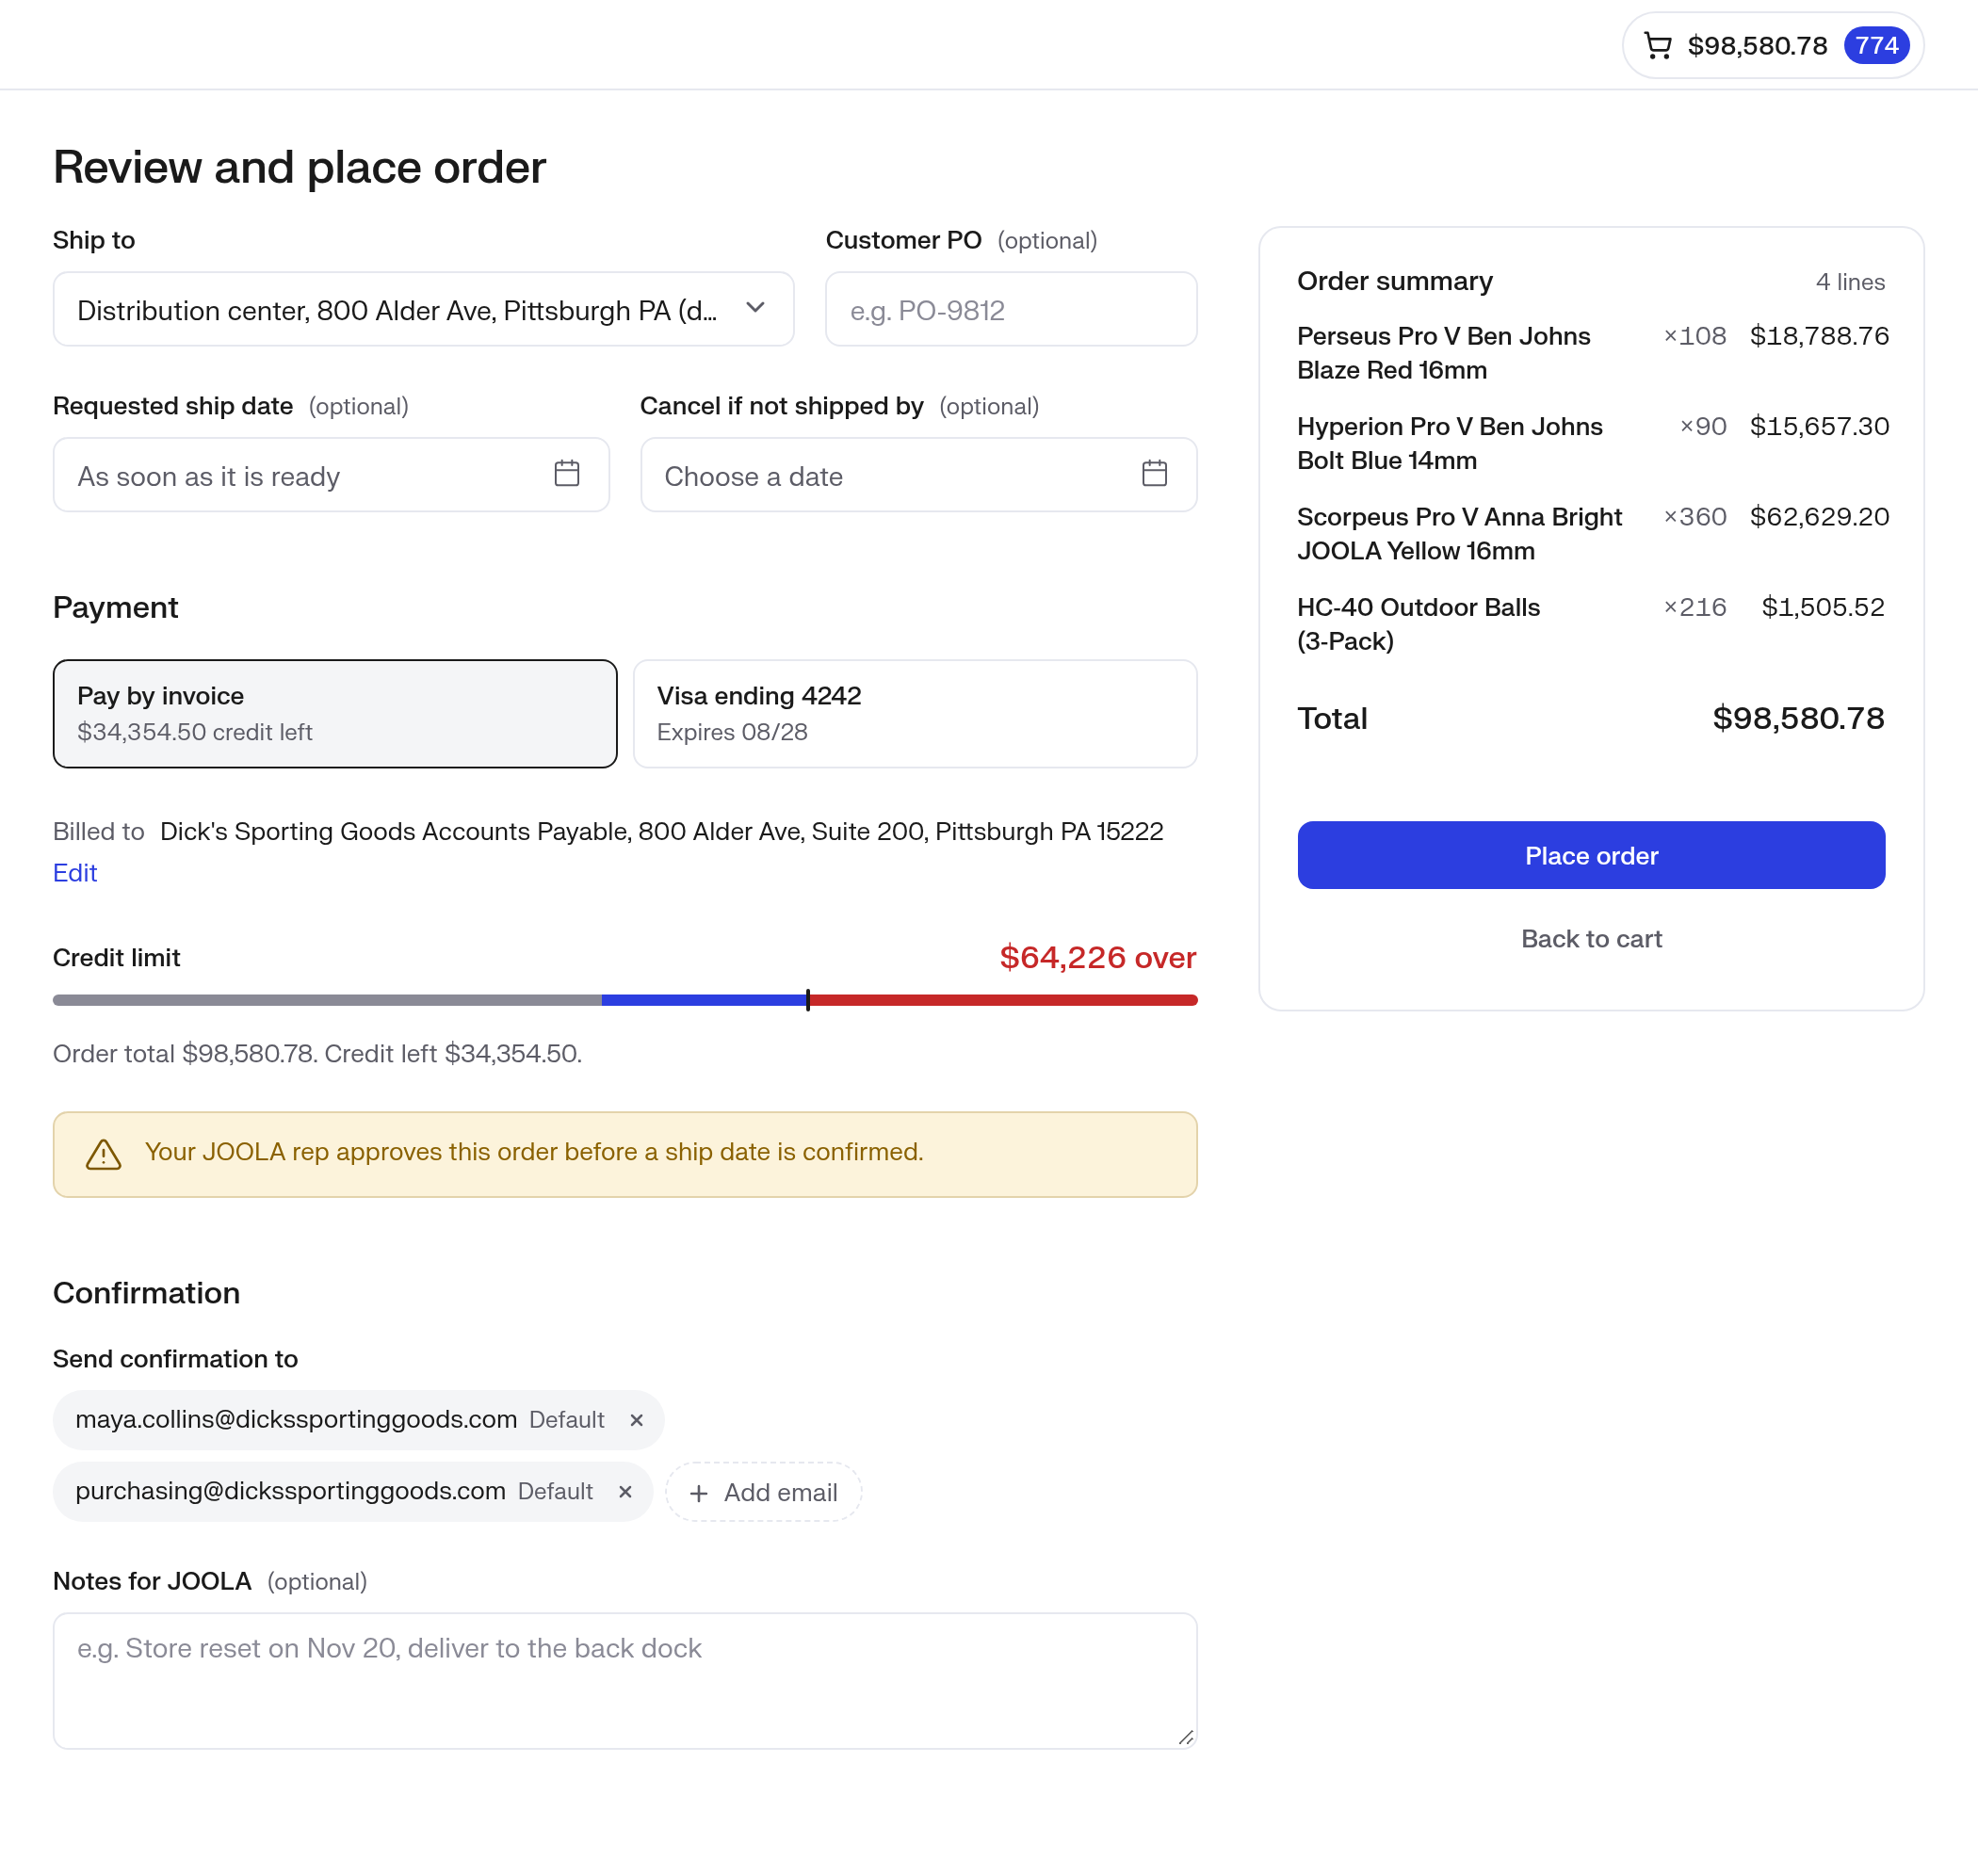 $98,580.78 774
Review and place order
Ship to
Distribution center, 800 Alder Ave, Pittsburgh PA (d...
Customer PO (optional)
e.g. PO-9812
Requested ship date (optional)
As soon as it is ready
Cancel if not shipped by (optional)
Choose a date
Payment
Pay by invoice
$34,354.50 credit left
Visa ending 4242
Expires 08/28
Billed to Dick's Sporting Goods Accounts Payable, 800 Alder Ave, Suite 200, Pittsburgh PA 15222
Edit
Credit limit $64,226 over
Order total $98,580.78. Credit left $34,354.50.
Your JOOLA rep approves this order before a ship date is confirmed.
Confirmation
Send confirmation to
maya.collins@dickssportinggoods.com Default ×
purchasing@dickssportinggoods.com Default ×
+ Add email
Notes for JOOLA (optional)
e.g. Store reset on Nov 20, deliver to the back dock
Order summary 4 lines
Perseus Pro V Ben Johns ×108 $18,788.76
Blaze Red 16mm
Hyperion Pro V Ben Johns ×90 $15,657.30
Bolt Blue 14mm
Scorpeus Pro V Anna Bright ×360 $62,629.20
JOOLA Yellow 16mm
HC-40 Outdoor Balls ×216 $1,505.52
(3-Pack)
Total $98,580.78
Place order
Back to cart